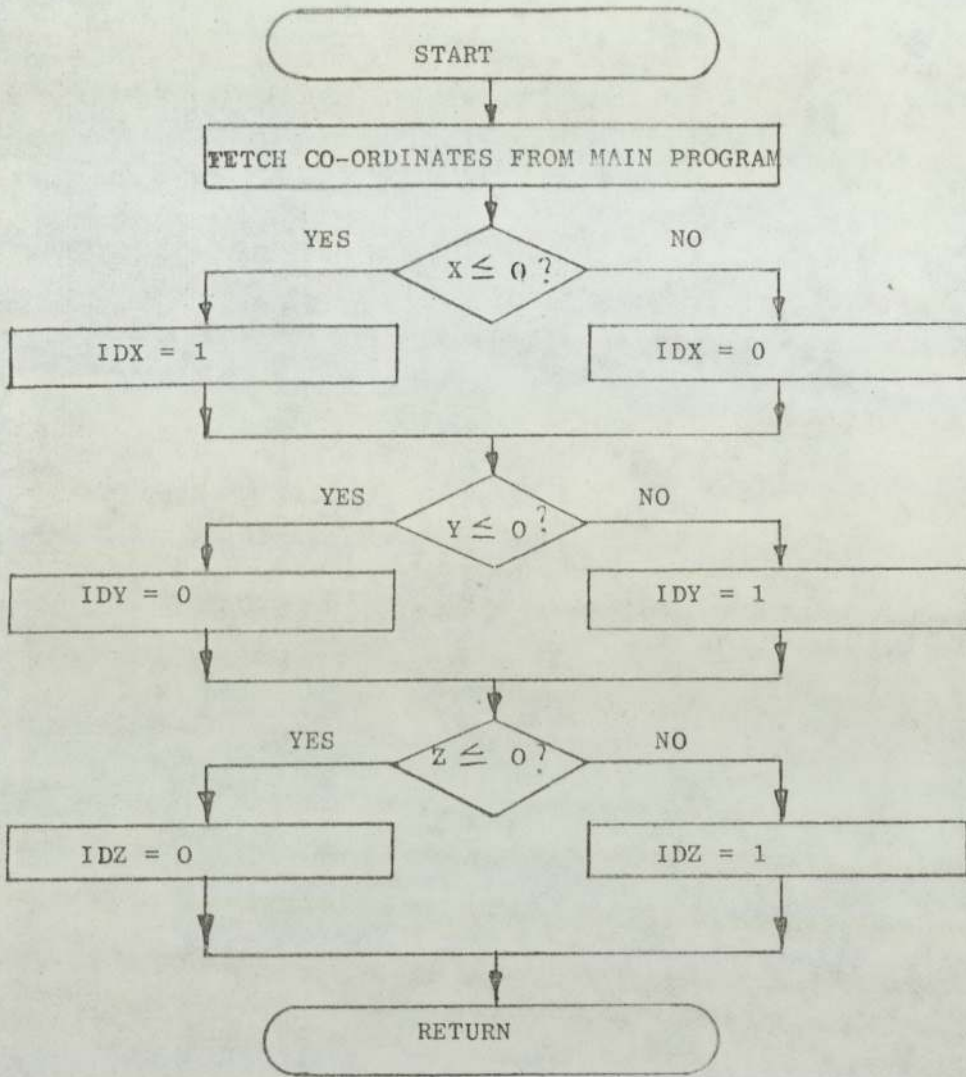 START
FETCH CO-ORDINATES FROM MAIN PROGRAM
YES
NO
X ≤ 0 ?
IDX = 1
IDX = 0
YES
NO
Y ≤ 0 ?
IDY = 0
IDY = 1
YES
NO
Z ≤ 0 ?
IDZ = 0
IDZ = 1
RETURN